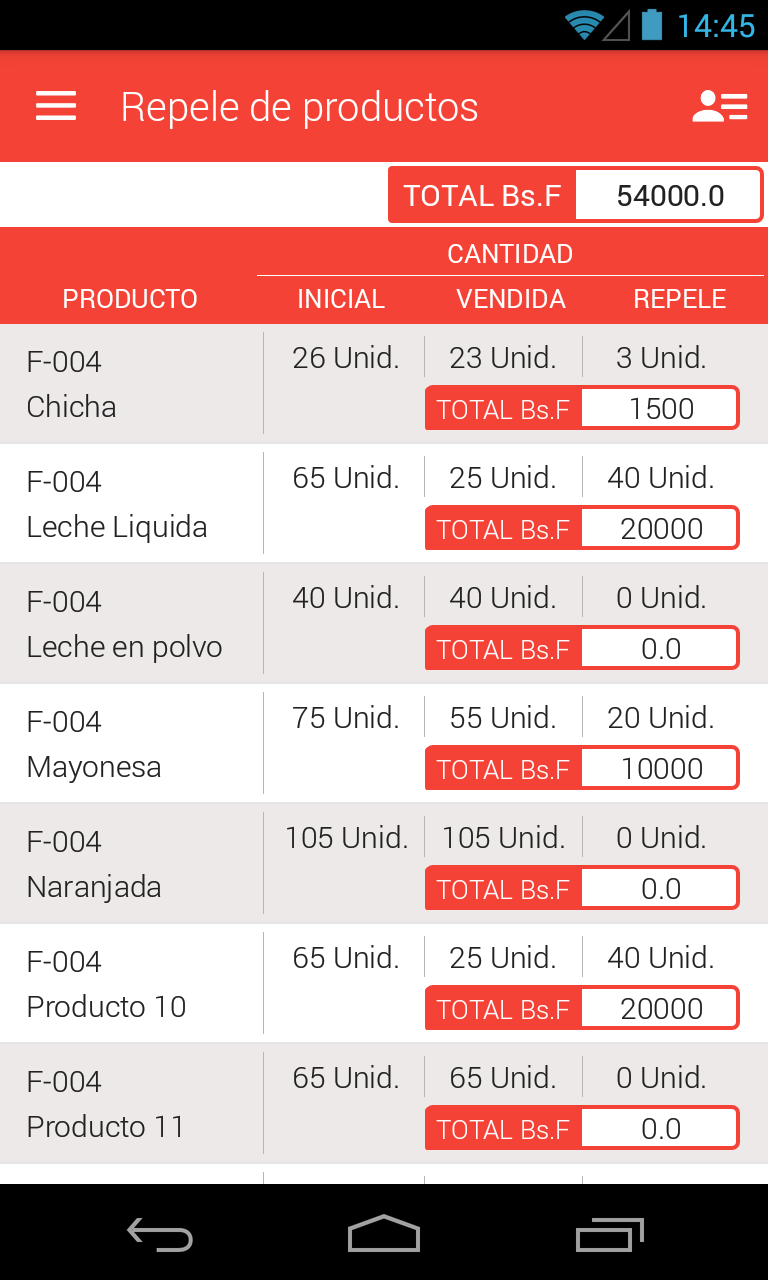 14:45
Repele de productos
TOTAL Bs.F 54000.0
CANTIDAD
PRODUCTO INICIAL VENDIDA REPELE
F-004 26 Unid. 23 Unid. 3 Unid.
Chicha TOTAL Bs.F 1500
F-004 65 Unid. 25 Unid. 40 Unid.
Leche Liquida TOTAL Bs.F 20000
F-004 40 Unid. 40 Unid. 0 Unid.
Leche en polvo TOTAL Bs.F 0.0
F-004 75 Unid. 55 Unid. 20 Unid.
Mayonesa TOTAL Bs.F 10000
F-004 105 Unid. 105 Unid. 0 Unid.
Naranjada TOTAL Bs.F 0.0
F-004 65 Unid. 25 Unid. 40 Unid.
Producto 10 TOTAL Bs.F 20000
F-004 65 Unid. 65 Unid. 0 Unid.
Producto 11 TOTAL Bs.F 0.0